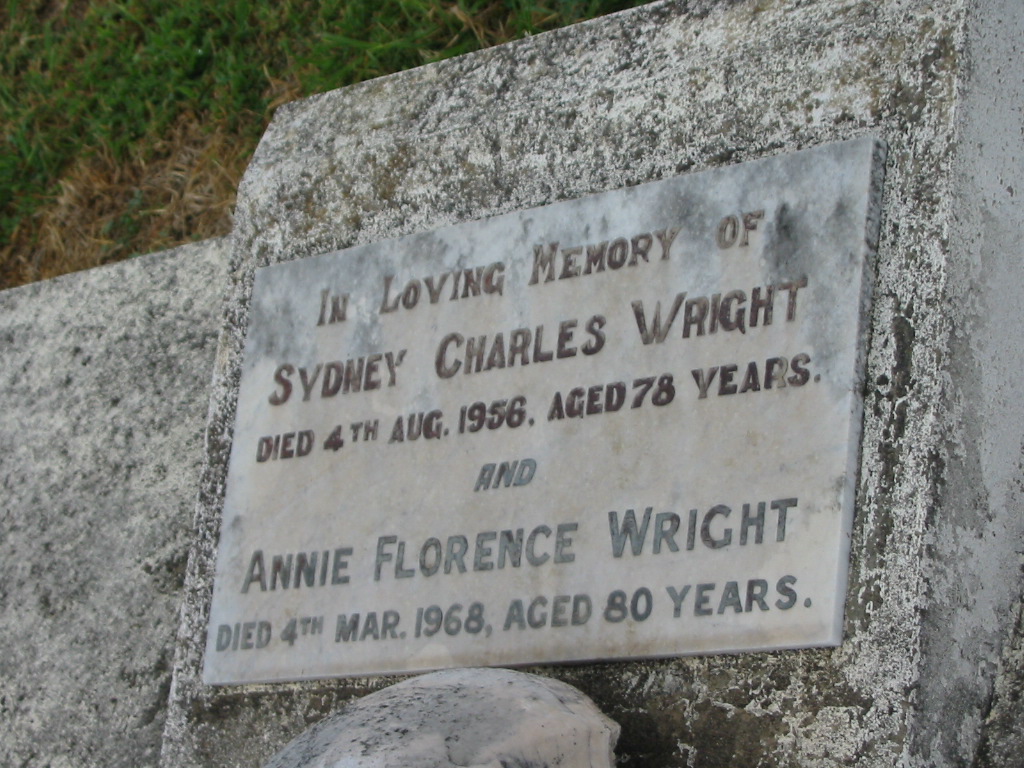 IN LOVING MEMORY OF
SYDNEY CHARLES WRIGHT
DIED 4TH AUG. 1956, AGED 78 YEARS.
AND
ANNIE FLORENCE WRIGHT
DIED 4TH MAR. 1968, AGED 80 YEARS.